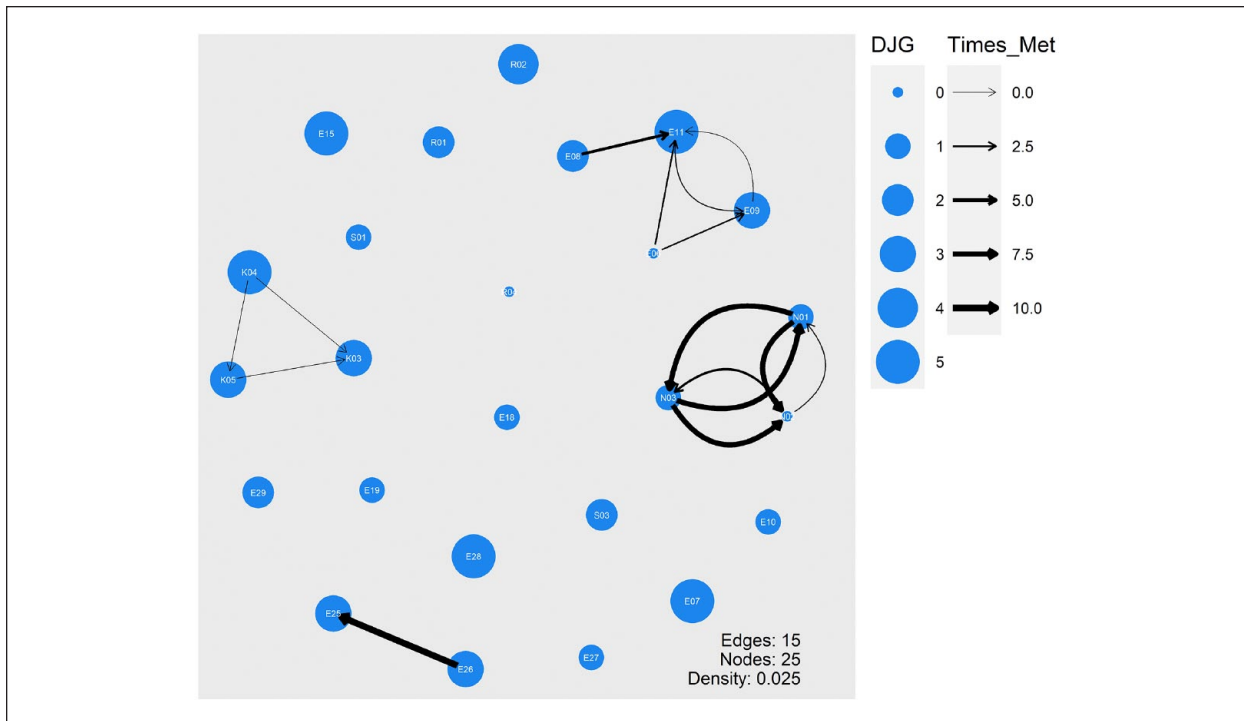 DJG
Times_Met
0
1
2
3
4
5
0.0
2.5
5.0
7.5
10.0
R02
E15
R01
E08
E11
E09
S01
K04
K03
K05
N01
N03
E18
E29
E19
S03
E10
E28
E07
E25
E26
E27
Edges: 15
Nodes: 25
Density: 0.025